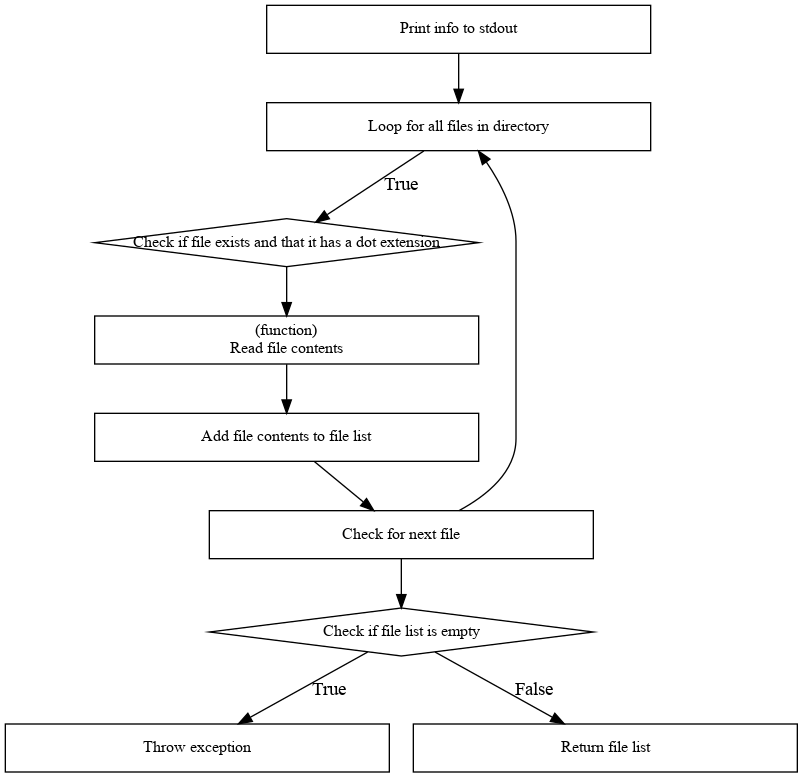 Print info to stdout
Loop for all files in directory
True
Check if file exists and that it has a dot extension
(function)
Read file contents
Add file contents to file list
Check for next file
Check if file list is empty
True
False
Throw exception
Return file list